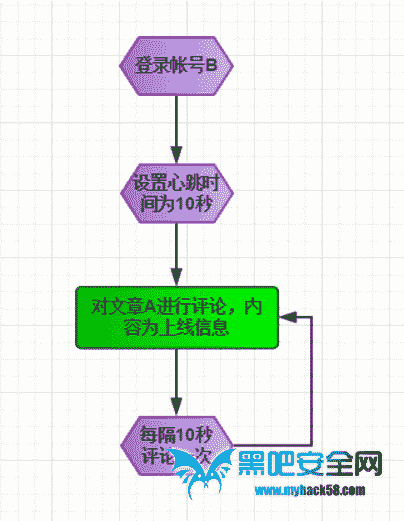 登录帐号B
设置心跳时
间为10秒
对文章A进行评论，内
容为上线信息
每隔10秒
评论一次
黑吧安全网
www.myhack58.com